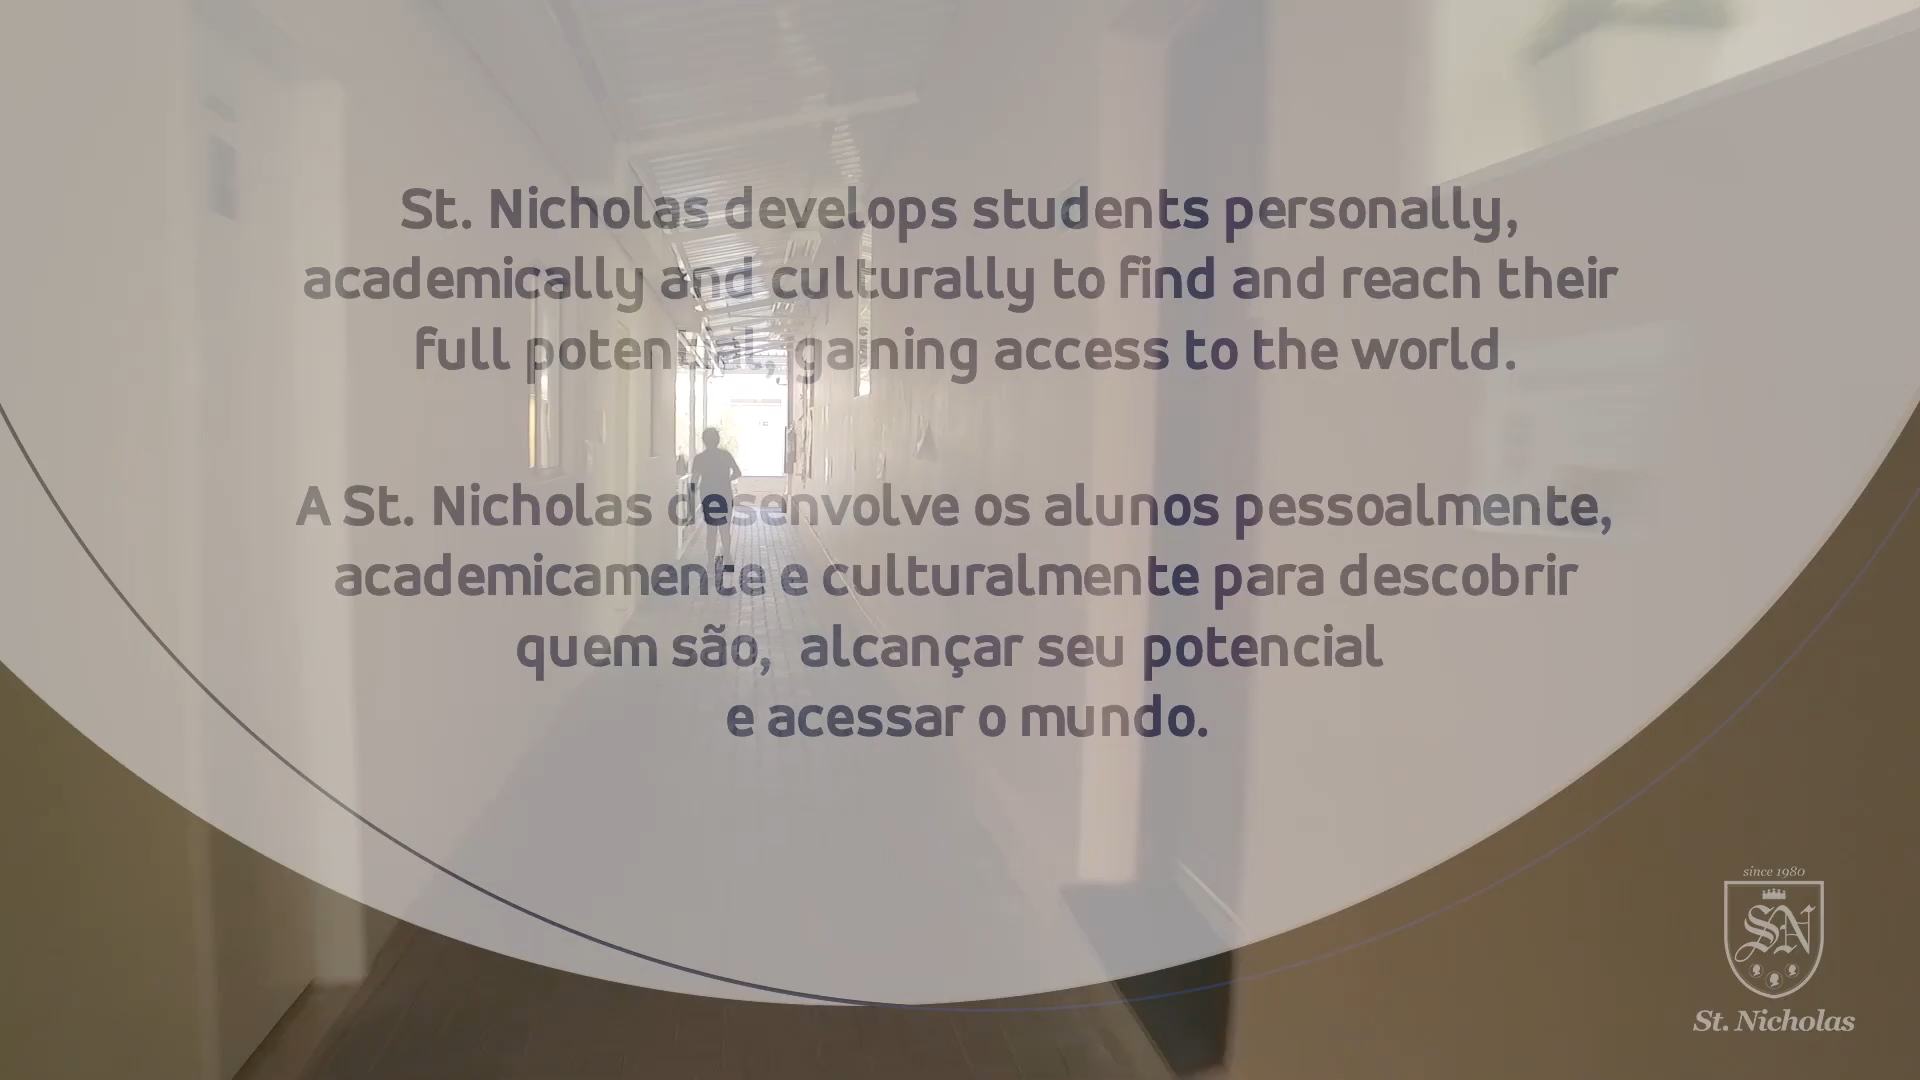 St. Nicholas develops students personally,
academically and culturally to find and reach their
full potential, gaining access to the world.
A St. Nicholas desenvolve os alunos pessoalmente,
academicamente e culturalmente para descobrir
quem são, alcançar seu potencial
e acessar o mundo.
since 1980
SN
St. Nicholas